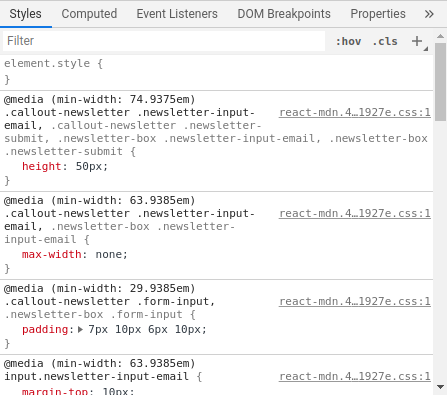 Styles Computed Event Listeners DOM Breakpoints Properties »
Filter :hov .cls +
element.style {
}
@media (min-width: 74.9375em)
.callout-newsletter .newsletter-input- react-mdn.4…1927e.css:1
email, .callout-newsletter .newsletter-
submit, .newsletter-box .newsletter-input-email, .newsletter-box
.newsletter-submit {
height: 50px;
}
@media (min-width: 63.9385em)
.callout-newsletter .newsletter-input- react-mdn.4…1927e.css:1
email, .newsletter-box .newsletter-
input-email {
max-width: none;
}
@media (min-width: 29.9385em)
.callout-newsletter .form-input, react-mdn.4…1927e.css:1
.newsletter-box .form-input {
padding: 7px 10px 6px 10px;
}
@media (min-width: 63.9385em)
input.newsletter-input-email { react-mdn.4…1927e.css:1
margin-top: 10px;